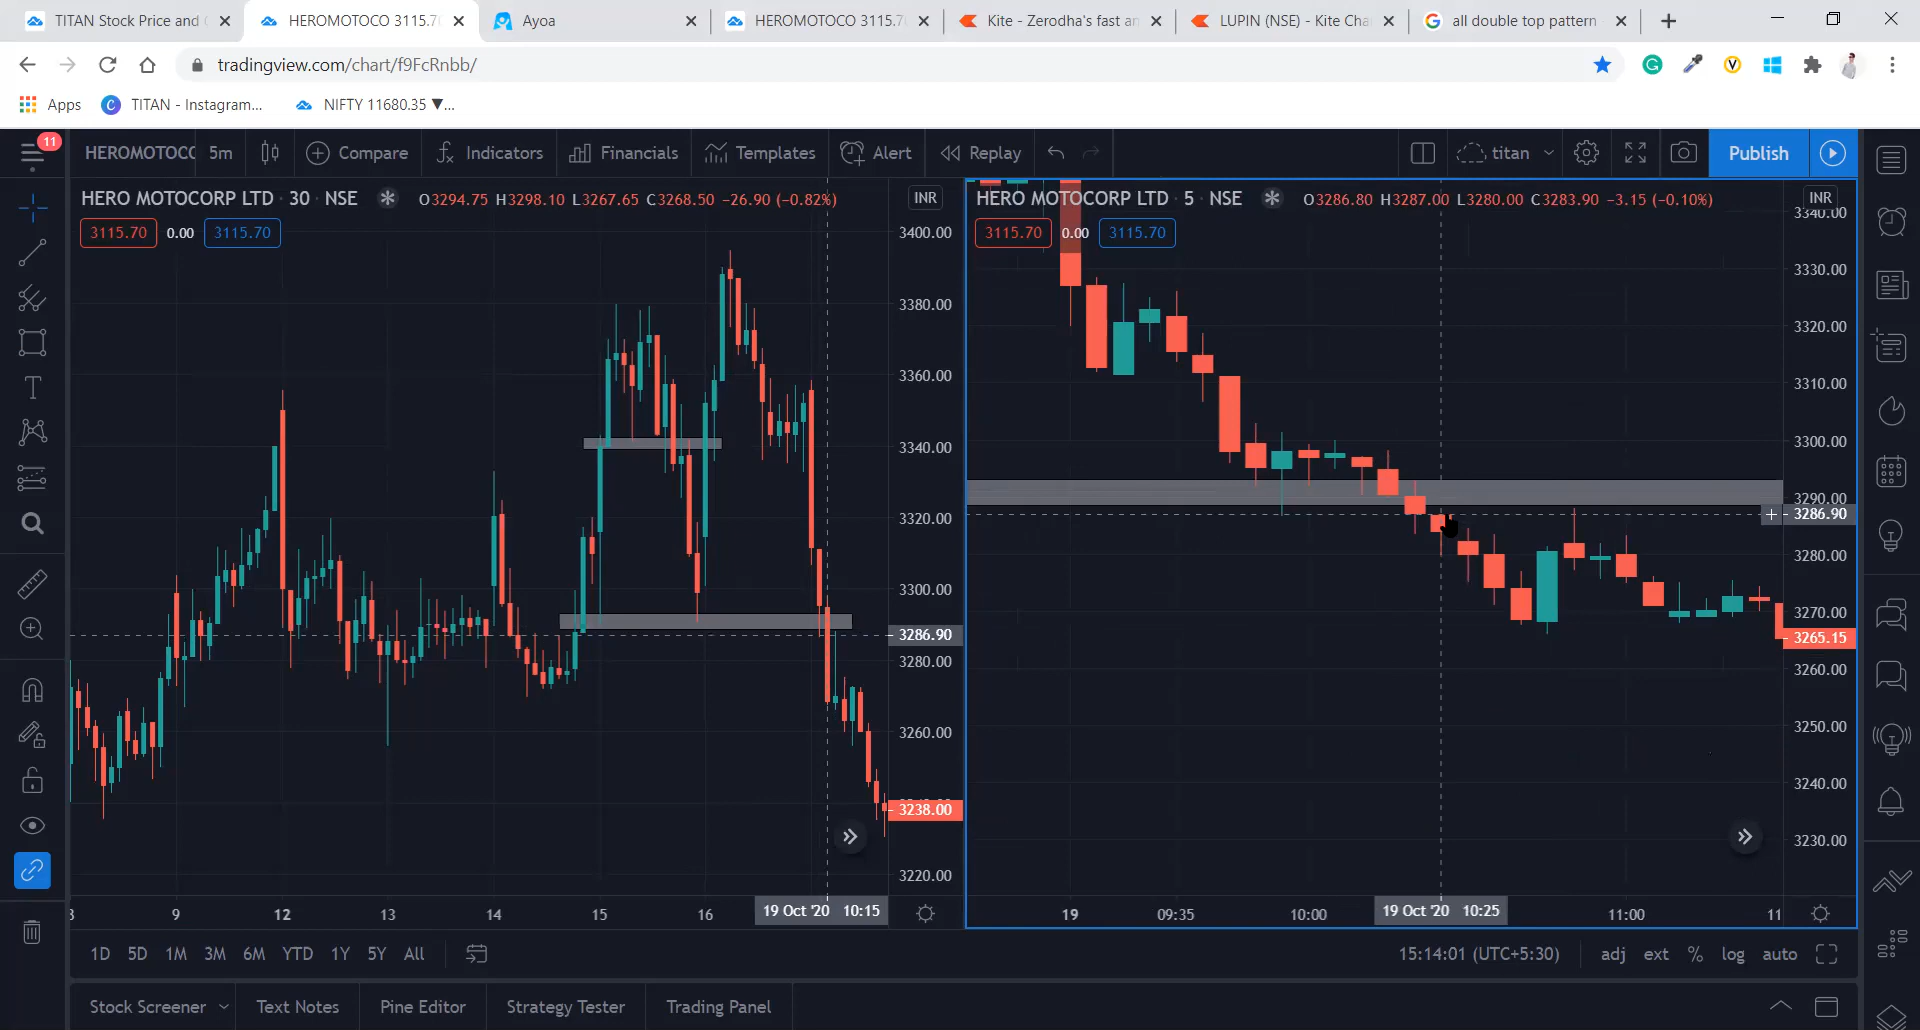 TITAN Stock Price and
HEROMOTOCO 3115.70
Ayoa
HEROMOTOCO 3115.70
Kite - Zerodha's fast an
LUPIN (NSE) - Kite Cha
all double top pattern
tradingview.com/chart/f9FcRnbb/
Apps
TITAN - Instagram...
NIFTY 11680.35 ▼...
11
HEROMOTOCO
5m
Compare
Indicators
Financials
Templates
Alert
Replay
titan
Publish
HERO MOTOCORP LTD · 30 · NSE
O3294.75 H3298.10 L3267.65 C3268.50 -26.90 (-0.82%)
INR
3115.70 0.00 3115.70
3400.00
3380.00
3360.00
3340.00
3320.00
3300.00
3286.90
3280.00
3260.00
3238.00
3220.00
9 12 13 14 15 16
19 Oct '20 10:15
HERO MOTOCORP LTD · 5 · NSE
O3286.80 H3287.00 L3280.00 C3283.90 -3.15 (-0.10%)
INR
3115.70 0.00 3115.70
3340.00
3330.00
3320.00
3310.00
3300.00
3290.00
3286.90
3280.00
3270.00
3265.15
3260.00
3250.00
3240.00
3230.00
19 09:35 10:00
19 Oct '20 10:25
11:00 11
1D 5D 1M 3M 6M YTD 1Y 5Y All
15:14:01 (UTC+5:30)
adj ext % log auto
Stock Screener
Text Notes
Pine Editor
Strategy Tester
Trading Panel